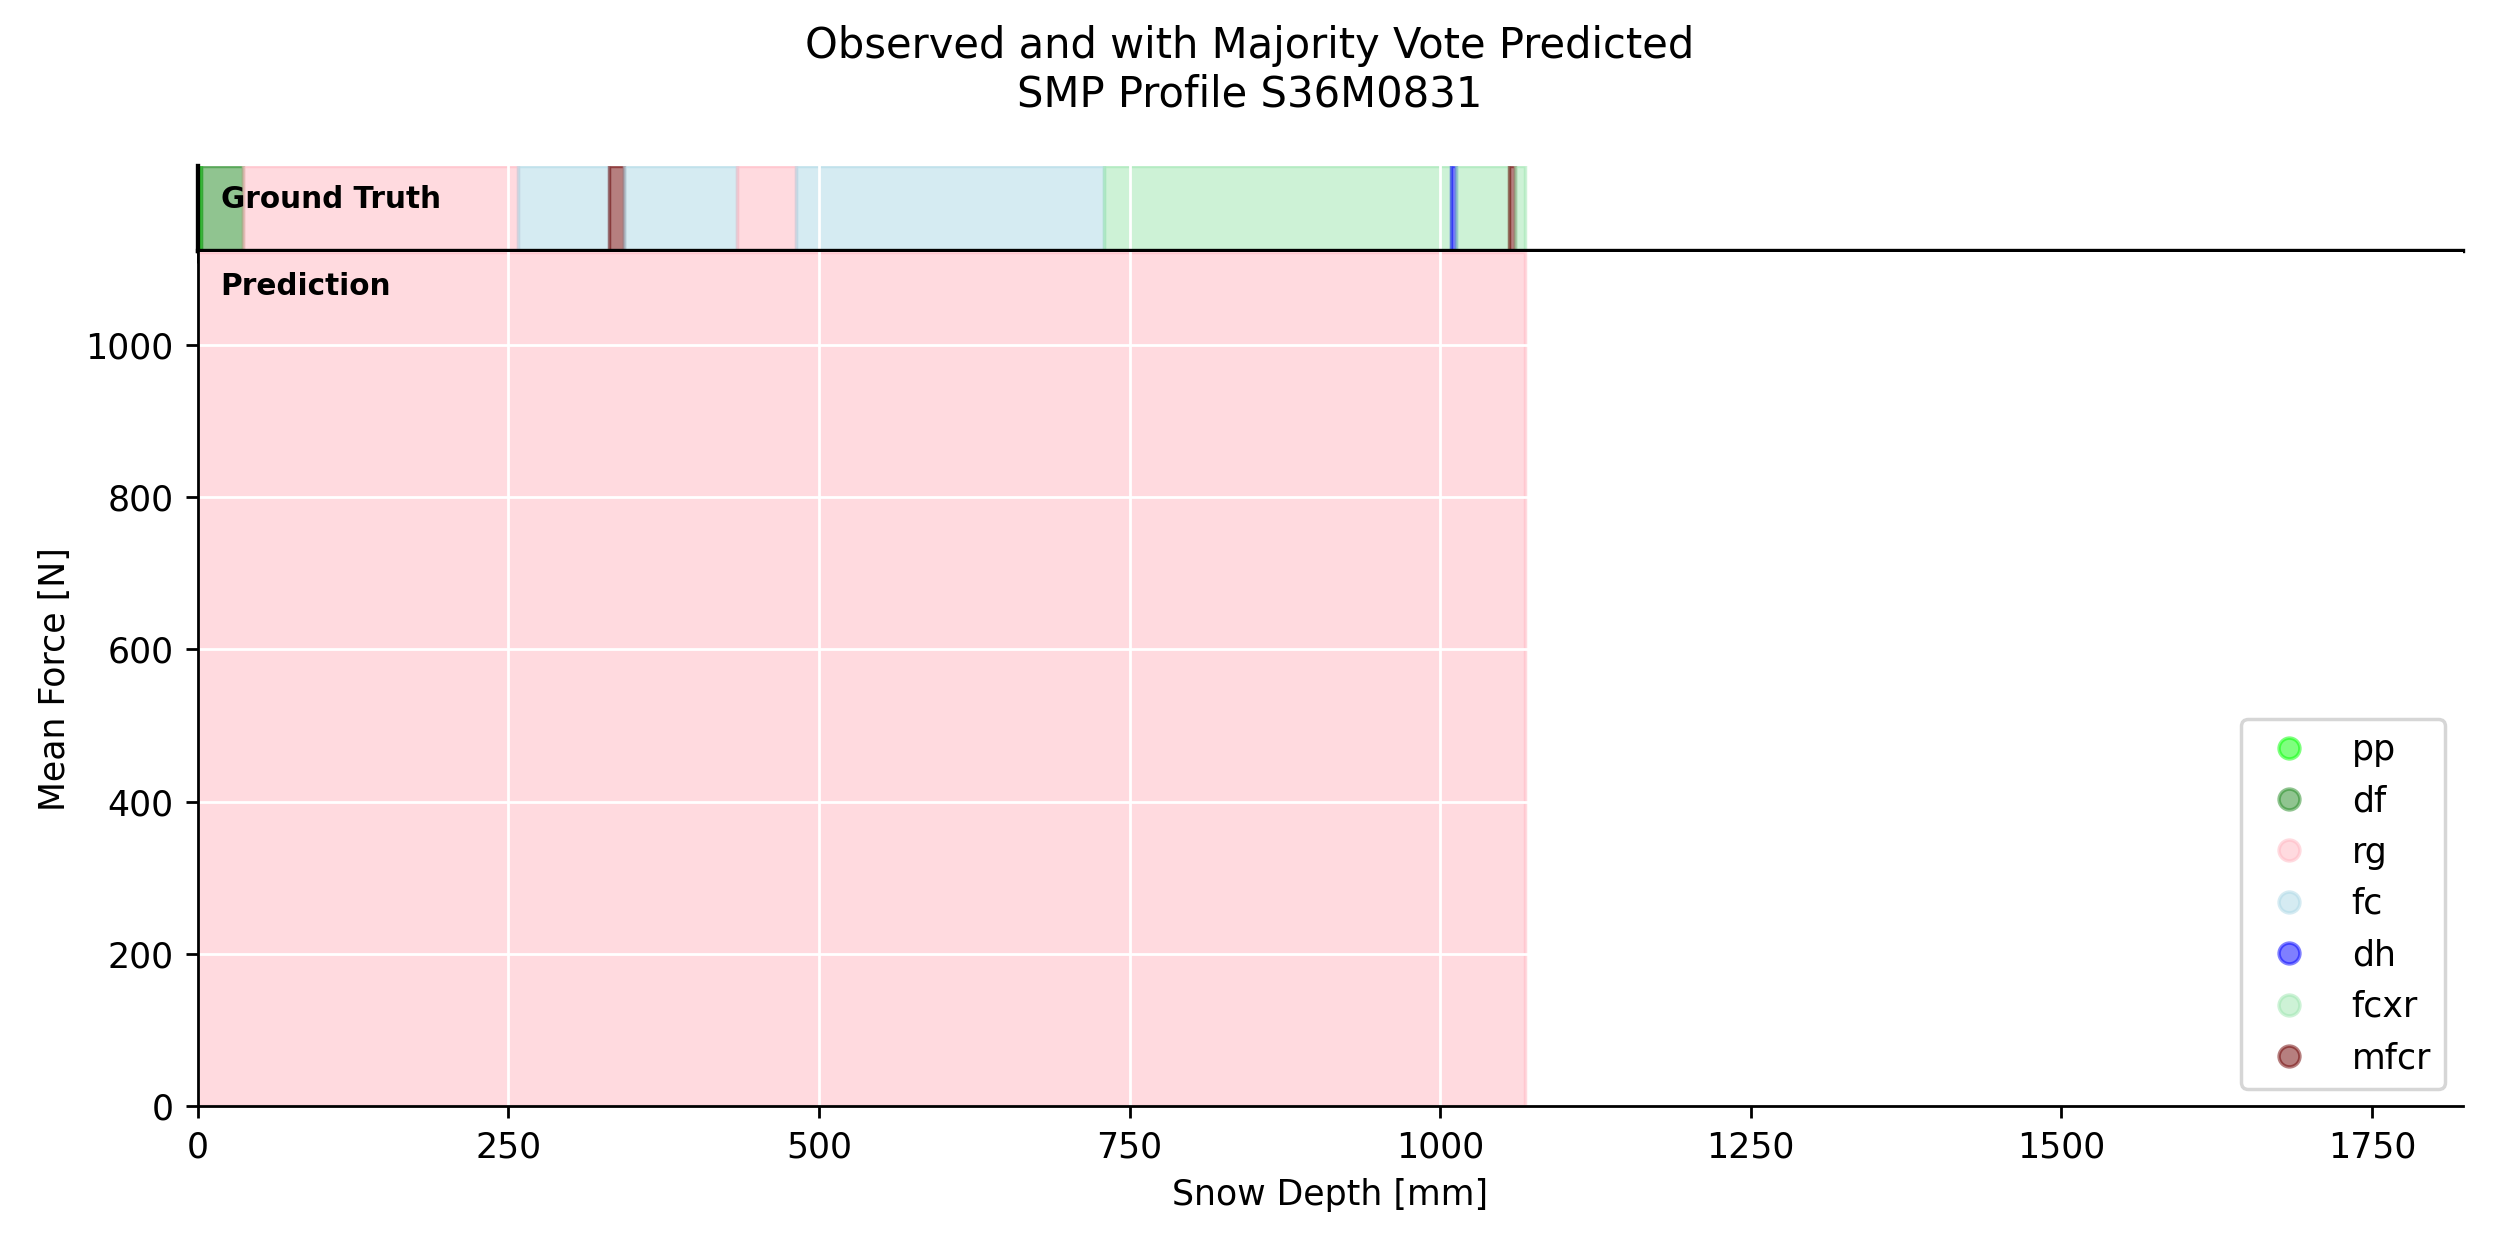 Observed and with Majority Vote Predicted
SMP Profile S36M0831
Ground Truth
Prediction
1000
800
600
400
200
0
Mean Force [N]
0 250 500 750 1000 1250 1500 1750
Snow Depth [mm]
pp
df
rg
fc
dh
fcxr
mfcr